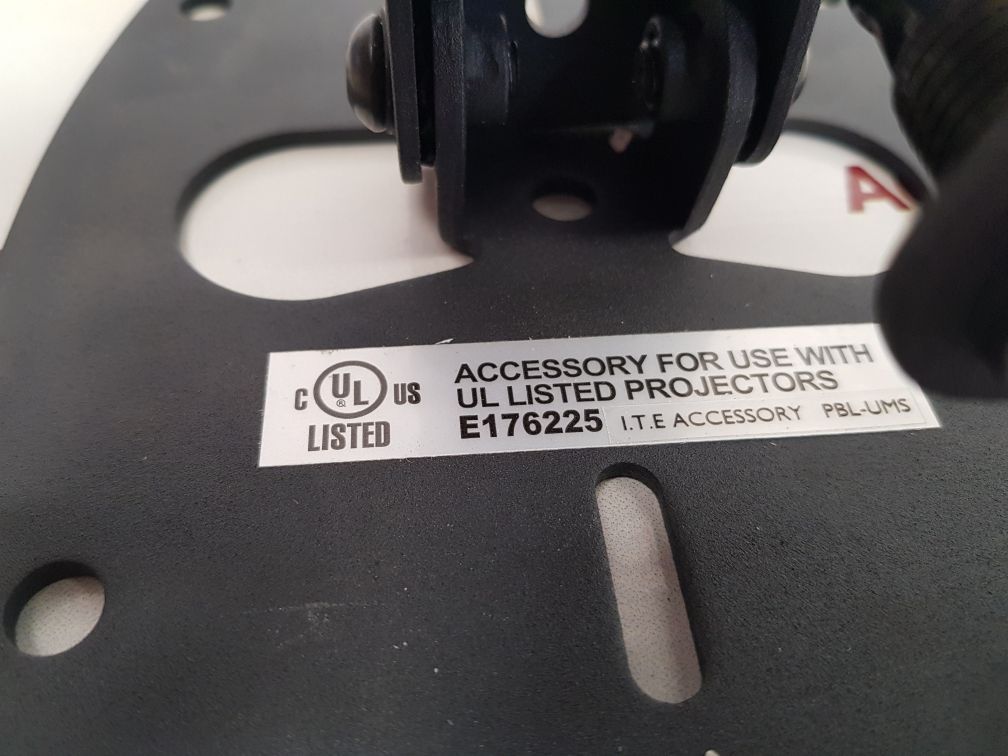 A
C UL ® US
LISTED
ACCESSORY FOR USE WITH
UL LISTED PROJECTORS
E176225 I.T.E ACCESSORY PBL-UMS